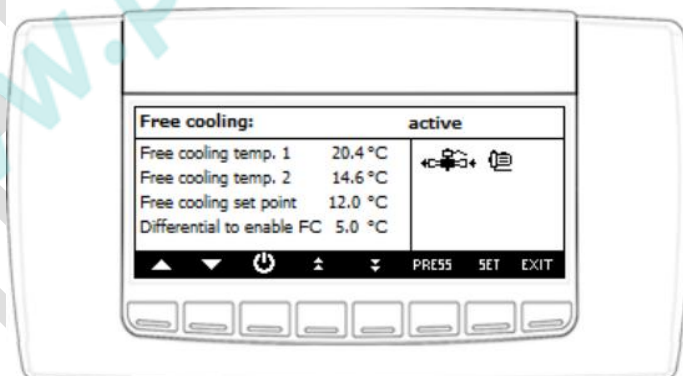 w.p
Free cooling: active
Free cooling temp. 1 20.4 °C
Free cooling temp. 2 14.6 °C
Free cooling set point 12.0 °C
Differential to enable FC 5.0 °C
PRESS SET EXIT